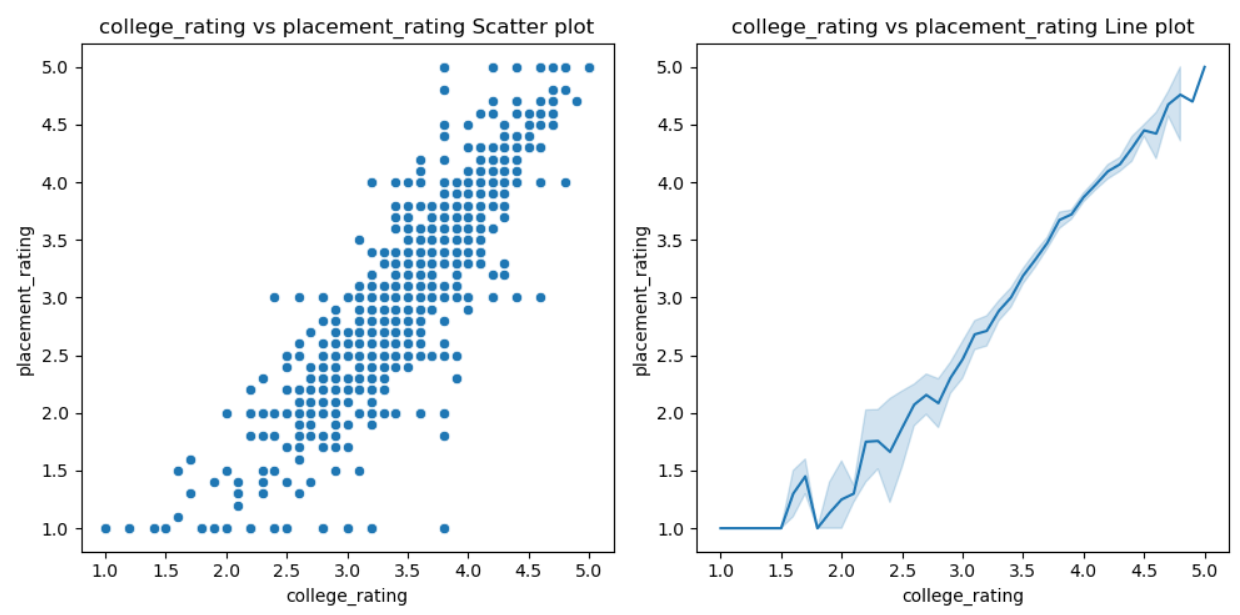 college_rating vs placement_rating Scatter plot
5.0
4.5
4.0
3.5
3.0
2.5
2.0
1.5
1.0
placement_rating
1.0 1.5 2.0 2.5 3.0 3.5 4.0 4.5 5.0
college_rating
college_rating vs placement_rating Line plot
5.0
4.5
4.0
3.5
3.0
2.5
2.0
1.5
1.0
placement_rating
1.0 1.5 2.0 2.5 3.0 3.5 4.0 4.5 5.0
college_rating